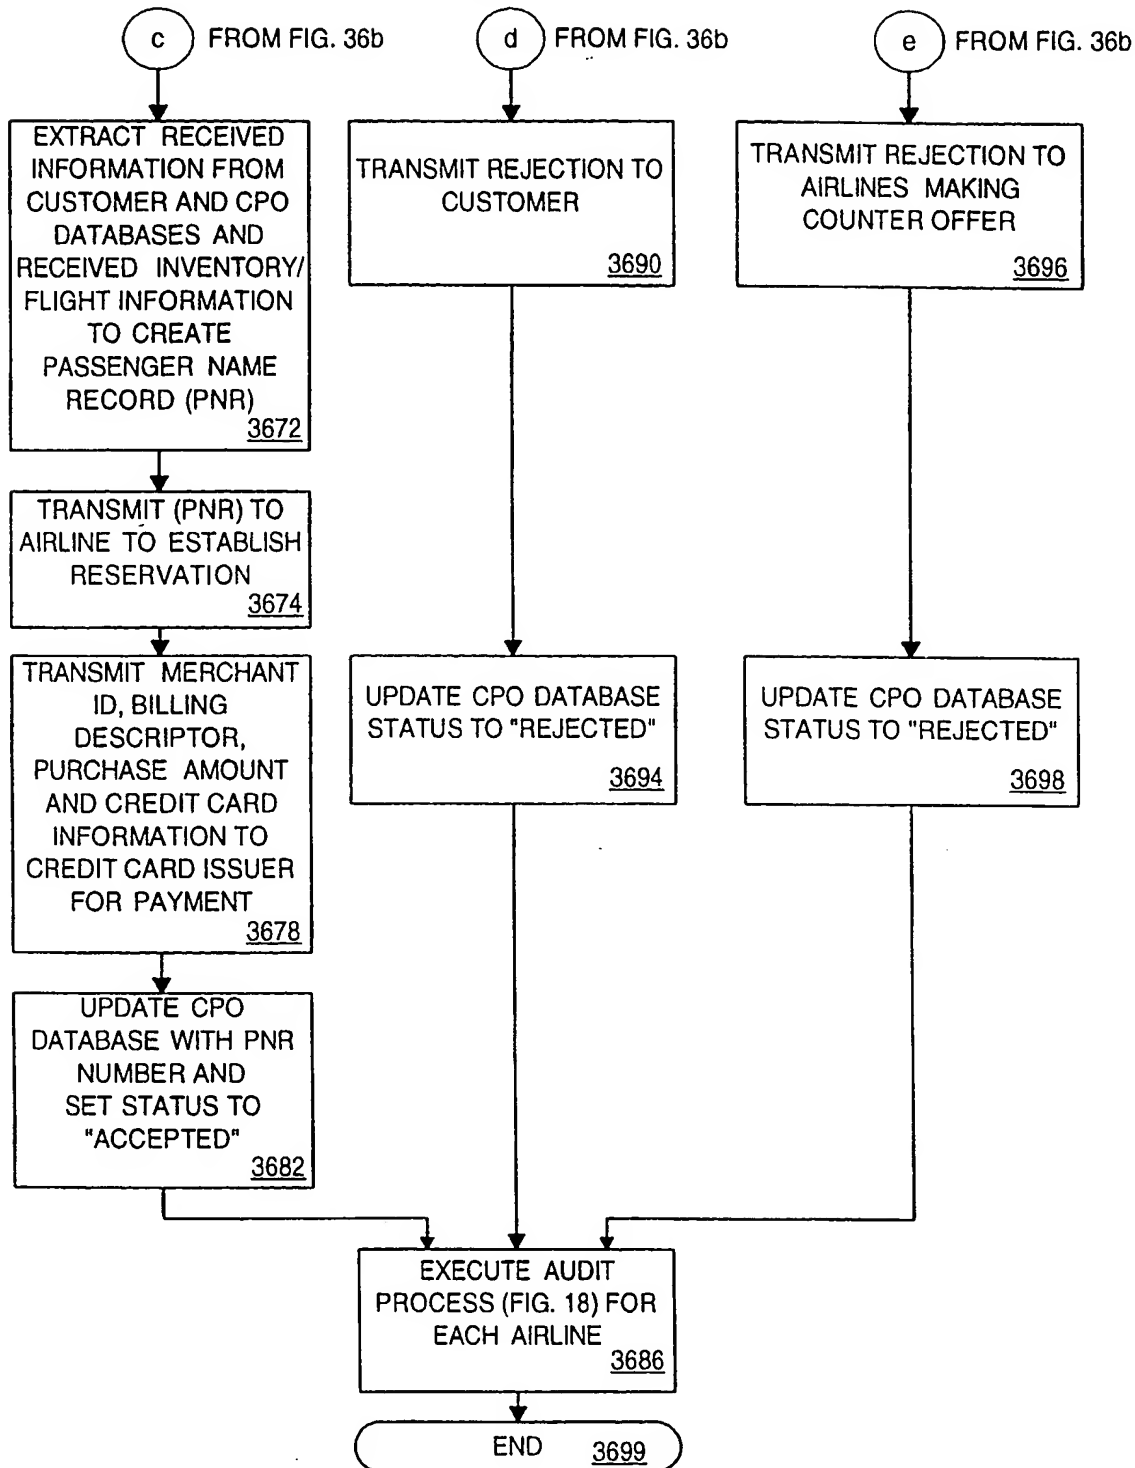 c FROM FIG. 36b
d FROM FIG. 36b
e FROM FIG. 36b
EXTRACT RECEIVED
INFORMATION FROM
CUSTOMER AND CPO
DATABASES AND
RECEIVED INVENTORY/
FLIGHT INFORMATION
TO CREATE
PASSENGER NAME
RECORD (PNR)
3672
TRANSMIT (PNR) TO
AIRLINE TO ESTABLISH
RESERVATION
3674
TRANSMIT MERCHANT
ID, BILLING
DESCRIPTOR,
PURCHASE AMOUNT
AND CREDIT CARD
INFORMATION TO
CREDIT CARD ISSUER
FOR PAYMENT
3678
UPDATE CPO
DATABASE WITH PNR
NUMBER AND
SET STATUS TO
"ACCEPTED"
3682
TRANSMIT REJECTION TO
CUSTOMER
3690
UPDATE CPO DATABASE
STATUS TO "REJECTED"
3694
TRANSMIT REJECTION TO
AIRLINES MAKING
COUNTER OFFER
3696
UPDATE CPO DATABASE
STATUS TO "REJECTED"
3698
EXECUTE AUDIT
PROCESS (FIG. 18) FOR
EACH AIRLINE
3686
END 3699